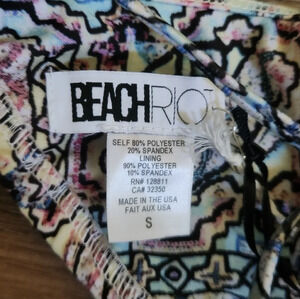 BEACHRIOT
SELF 80% POLYESTER
20% SPANDEX
LINING
90% POLYESTER
10% SPANDEX
RN# 128811
CA# 32350
MADE IN THE USA
FAIT AUX USA
S